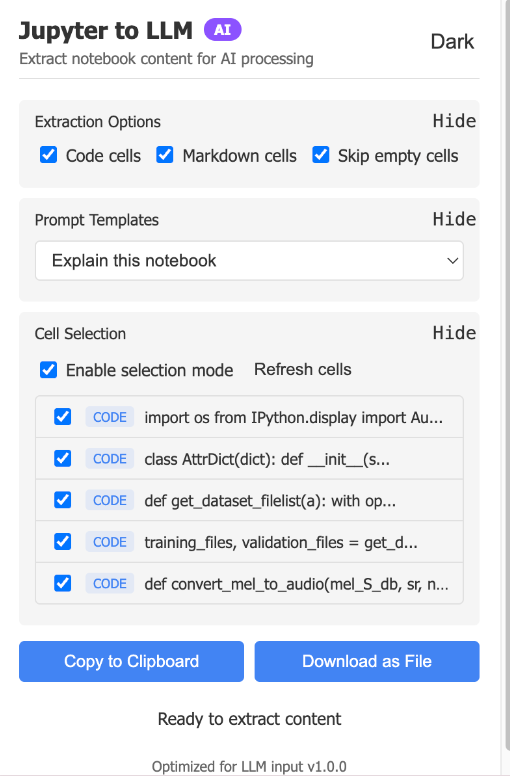 Jupyter to LLM AI
Dark
Extract notebook content for AI processing
Extraction Options Hide
Code cells Markdown cells Skip empty cells
Prompt Templates Hide
Explain this notebook
Cell Selection Hide
Enable selection mode Refresh cells
CODE import os from IPython.display import Au...
CODE class AttrDict(dict): def __init__(s...
CODE def get_dataset_filelist(a): with op...
CODE training_files, validation_files = get_d...
CODE def convert_mel_to_audio(mel_S_db, sr, n...
Copy to Clipboard Download as File
Ready to extract content
Optimized for LLM input v1.0.0